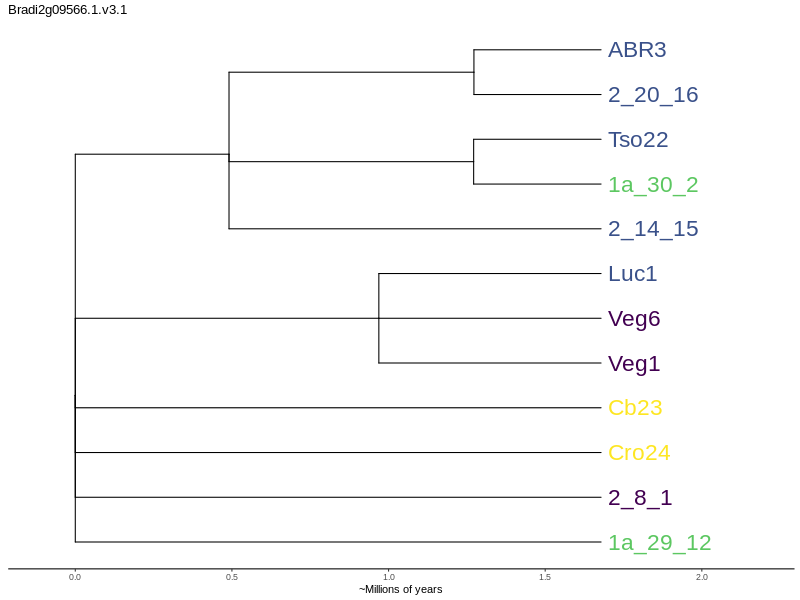 Bradi2g09566.1.v3.1
ABR3
2_20_16
Tso22
1a_30_2
2_14_15
Luc1
Veg6
Veg1
Cb23
Cro24
2_8_1
1a_29_12
0.0 0.5 1.0 1.5 2.0
~Millions of years